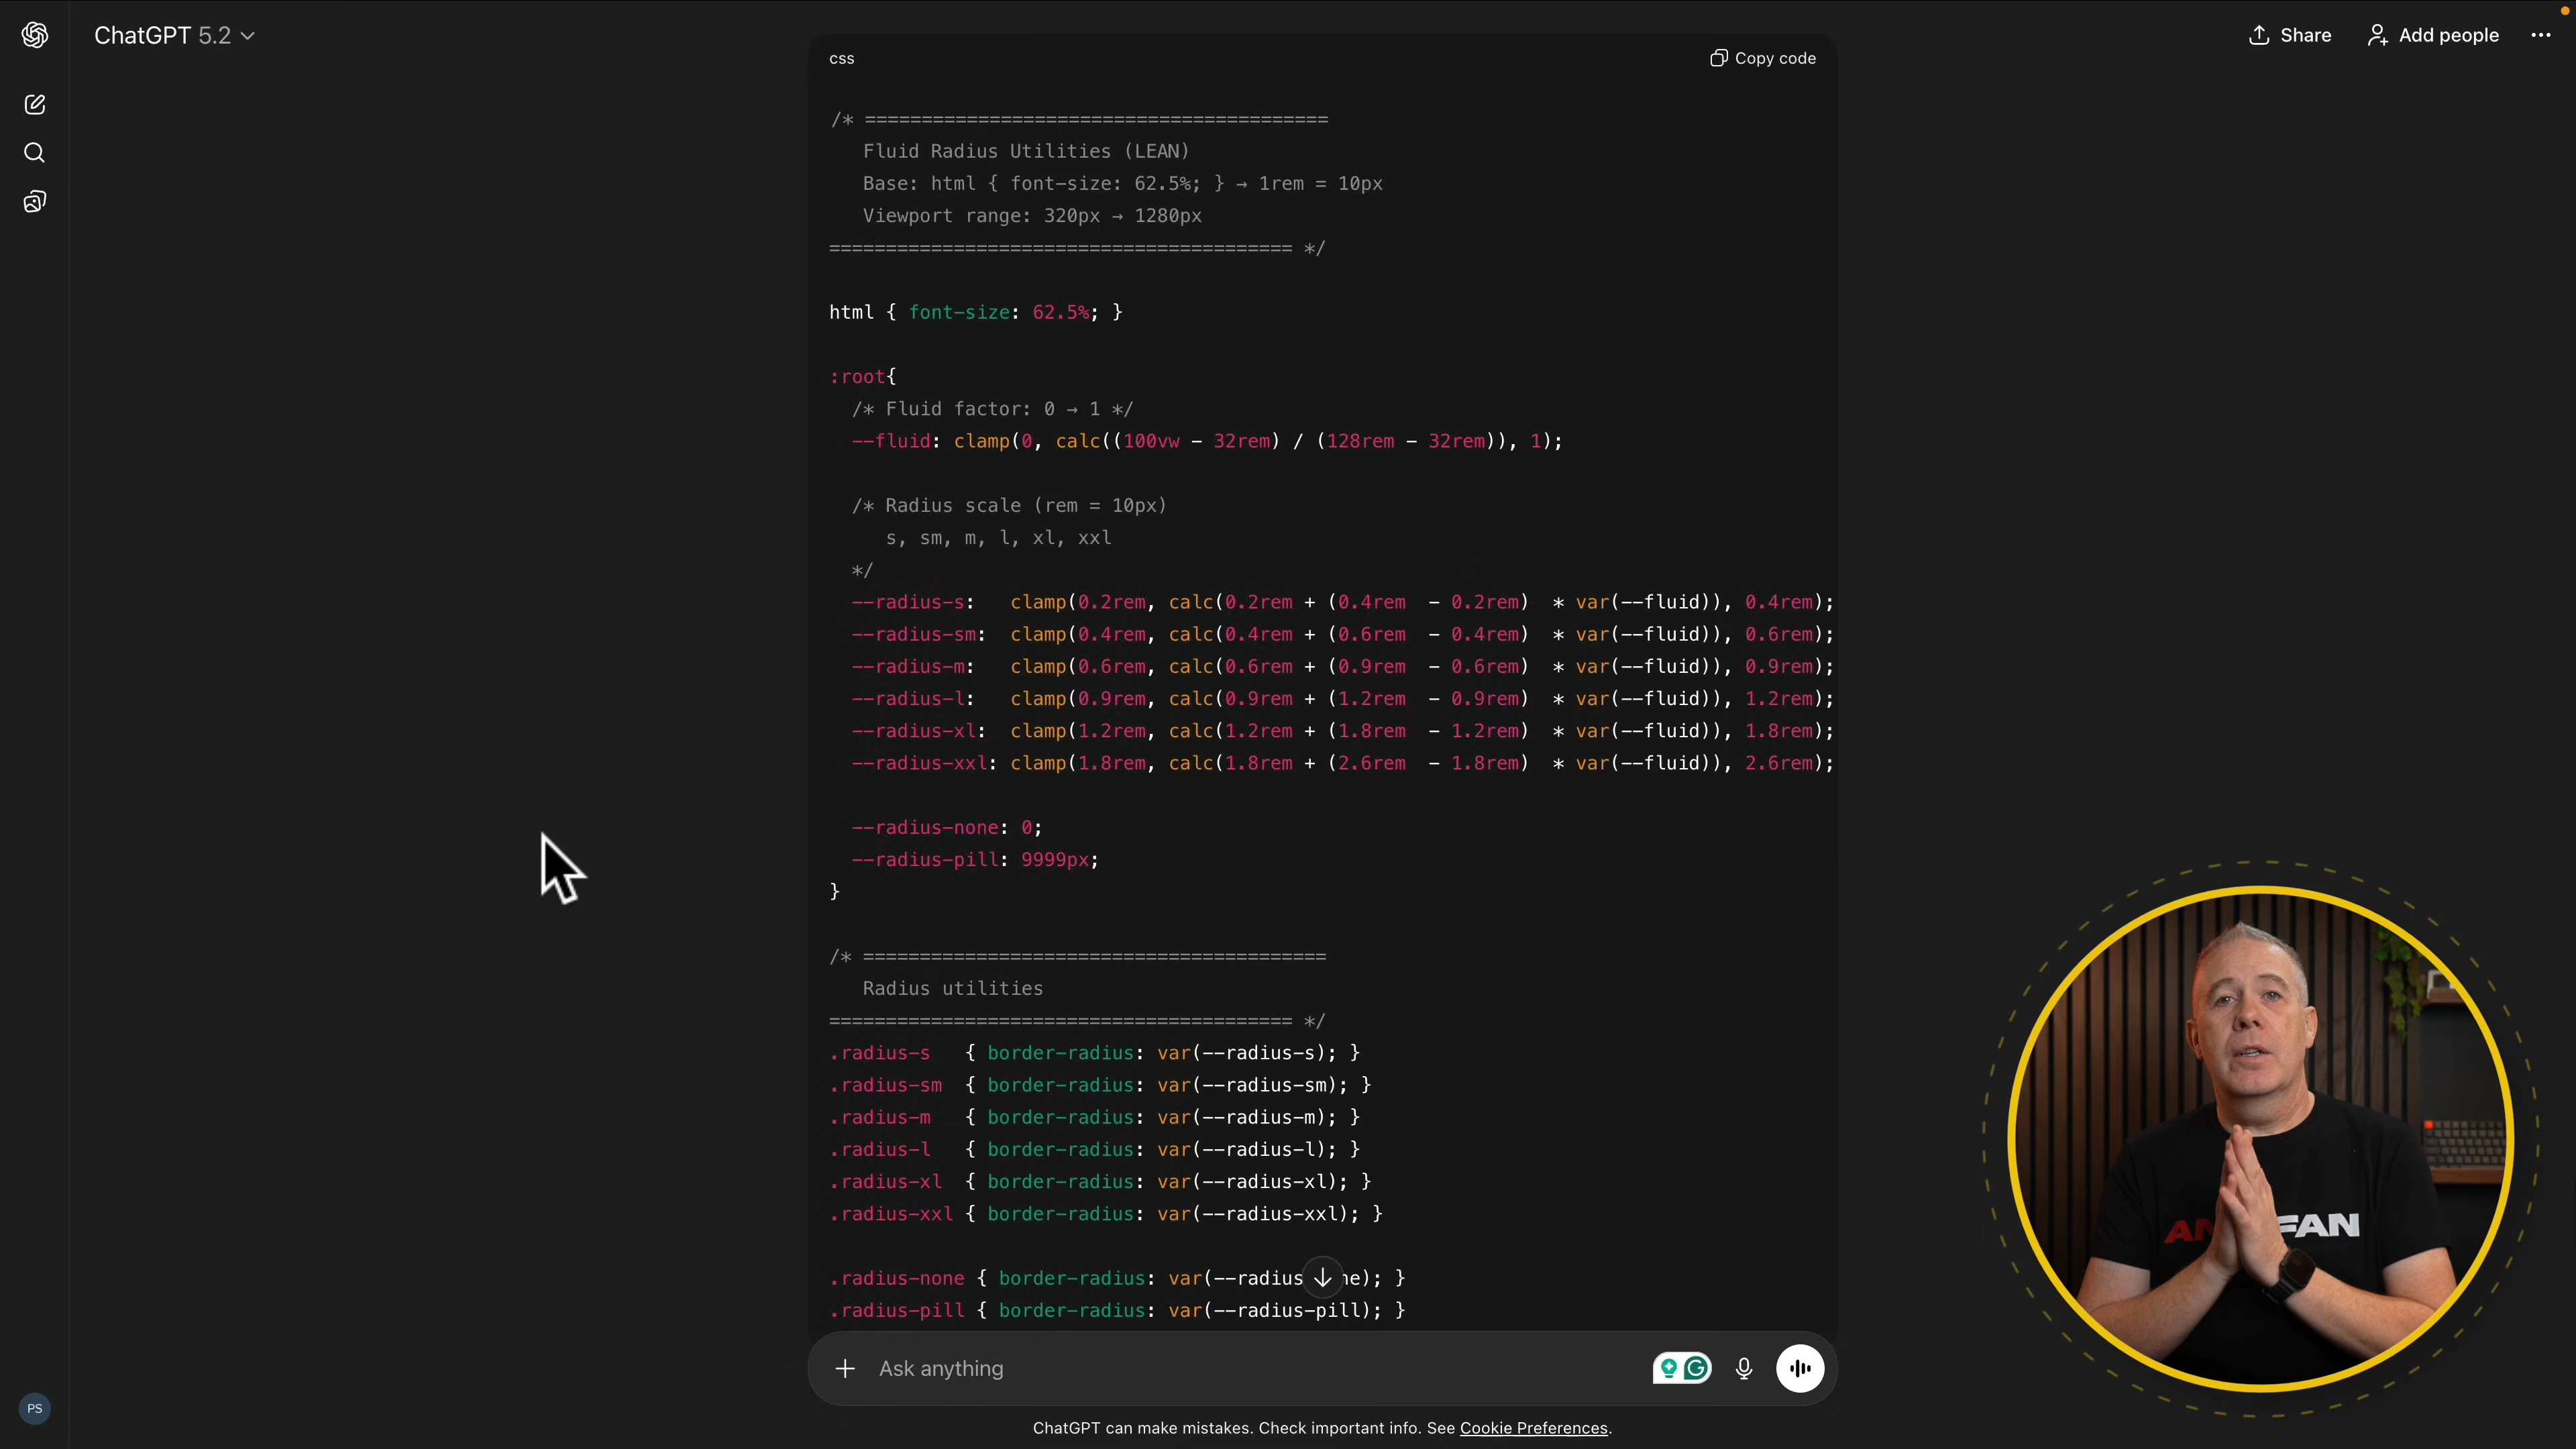 ChatGPT 5.2
Share
Add people
css
Copy code
/* =========================================
Fluid Radius Utilities (LEAN)
Base: html { font-size: 62.5%; } → 1rem = 10px
Viewport range: 320px → 1280px
========================================= */
html { font-size: 62.5%; }
:root{
/* Fluid factor: 0 → 1 */
--fluid: clamp(0, calc((100vw - 32rem) / (128rem - 32rem)), 1);
/* Radius scale (rem = 10px)
s, sm, m, l, xl, xxl
*/
--radius-s:   clamp(0.2rem, calc(0.2rem + (0.4rem  - 0.2rem)  * var(--fluid)), 0.4rem);
--radius-sm:  clamp(0.4rem, calc(0.4rem + (0.6rem  - 0.4rem)  * var(--fluid)), 0.6rem);
--radius-m:   clamp(0.6rem, calc(0.6rem + (0.9rem  - 0.6rem)  * var(--fluid)), 0.9rem);
--radius-l:   clamp(0.9rem, calc(0.9rem + (1.2rem  - 0.9rem)  * var(--fluid)), 1.2rem);
--radius-xl:  clamp(1.2rem, calc(1.2rem + (1.8rem  - 1.2rem)  * var(--fluid)), 1.8rem);
--radius-xxl: clamp(1.8rem, calc(1.8rem + (2.6rem  - 1.8rem)  * var(--fluid)), 2.6rem);
--radius-none: 0;
--radius-pill: 9999px;
}
/* =========================================
Radius utilities
========================================= */
.radius-s   { border-radius: var(--radius-s); }
.radius-sm  { border-radius: var(--radius-sm); }
.radius-m   { border-radius: var(--radius-m); }
.radius-l   { border-radius: var(--radius-l); }
.radius-xl  { border-radius: var(--radius-xl); }
.radius-xxl { border-radius: var(--radius-xxl); }
.radius-none { border-radius: var(--radius ne); }
.radius-pill { border-radius: var(--radius-pill); }
Ask anything
PS
ChatGPT can make mistakes. Check important info. See Cookie Preferences.